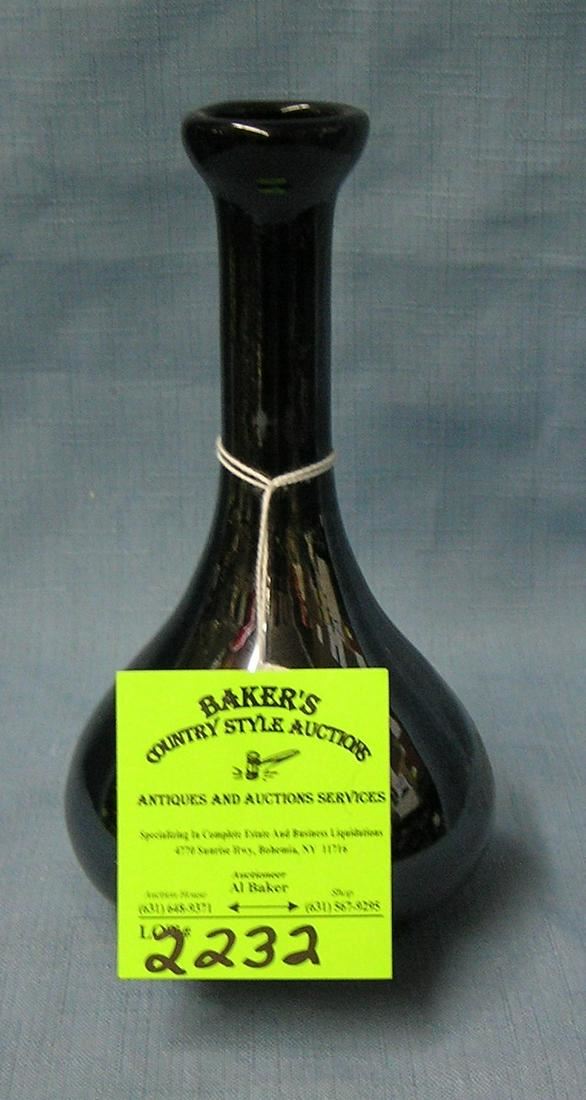 BAKER'S
COUNTRY STYLE AUCTIONS
ANTIQUES AND AUCTIONS SERVICES
Specializing In Complete Estate And Business Liquidations
4770 Sunrise Hwy, Bohemia, NY 11716
Auctioneer
Al Baker
Auction House Shop
(631) 648-9371 (631) 567-9295
LOT#
2232